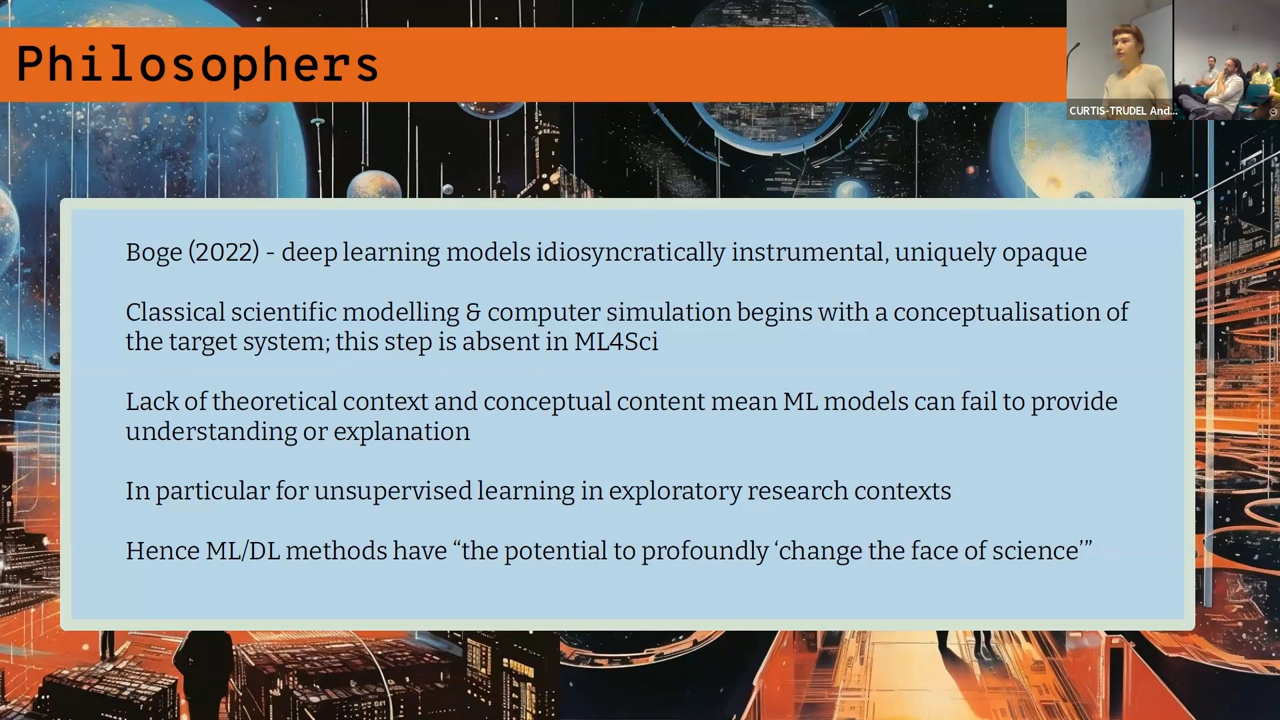 Philosophers
CURTIS-TRUDEL And...
Boge (2022) - deep learning models idiosyncratically instrumental, uniquely opaque
Classical scientific modelling & computer simulation begins with a conceptualisation of
the target system; this step is absent in ML4Sci
Lack of theoretical context and conceptual content mean ML models can fail to provide
understanding or explanation
In particular for unsupervised learning in exploratory research contexts
Hence ML/DL methods have “the potential to profoundly ‘change the face of science’”